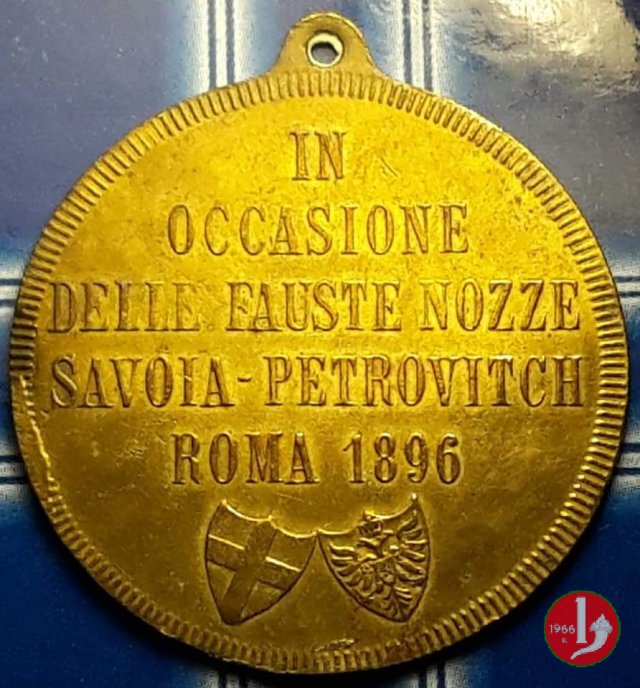 IN
OCCASIONE
DELLE FAUSTE NOZZE
SAVOIA - PETROVITCH
ROMA 1896
1966